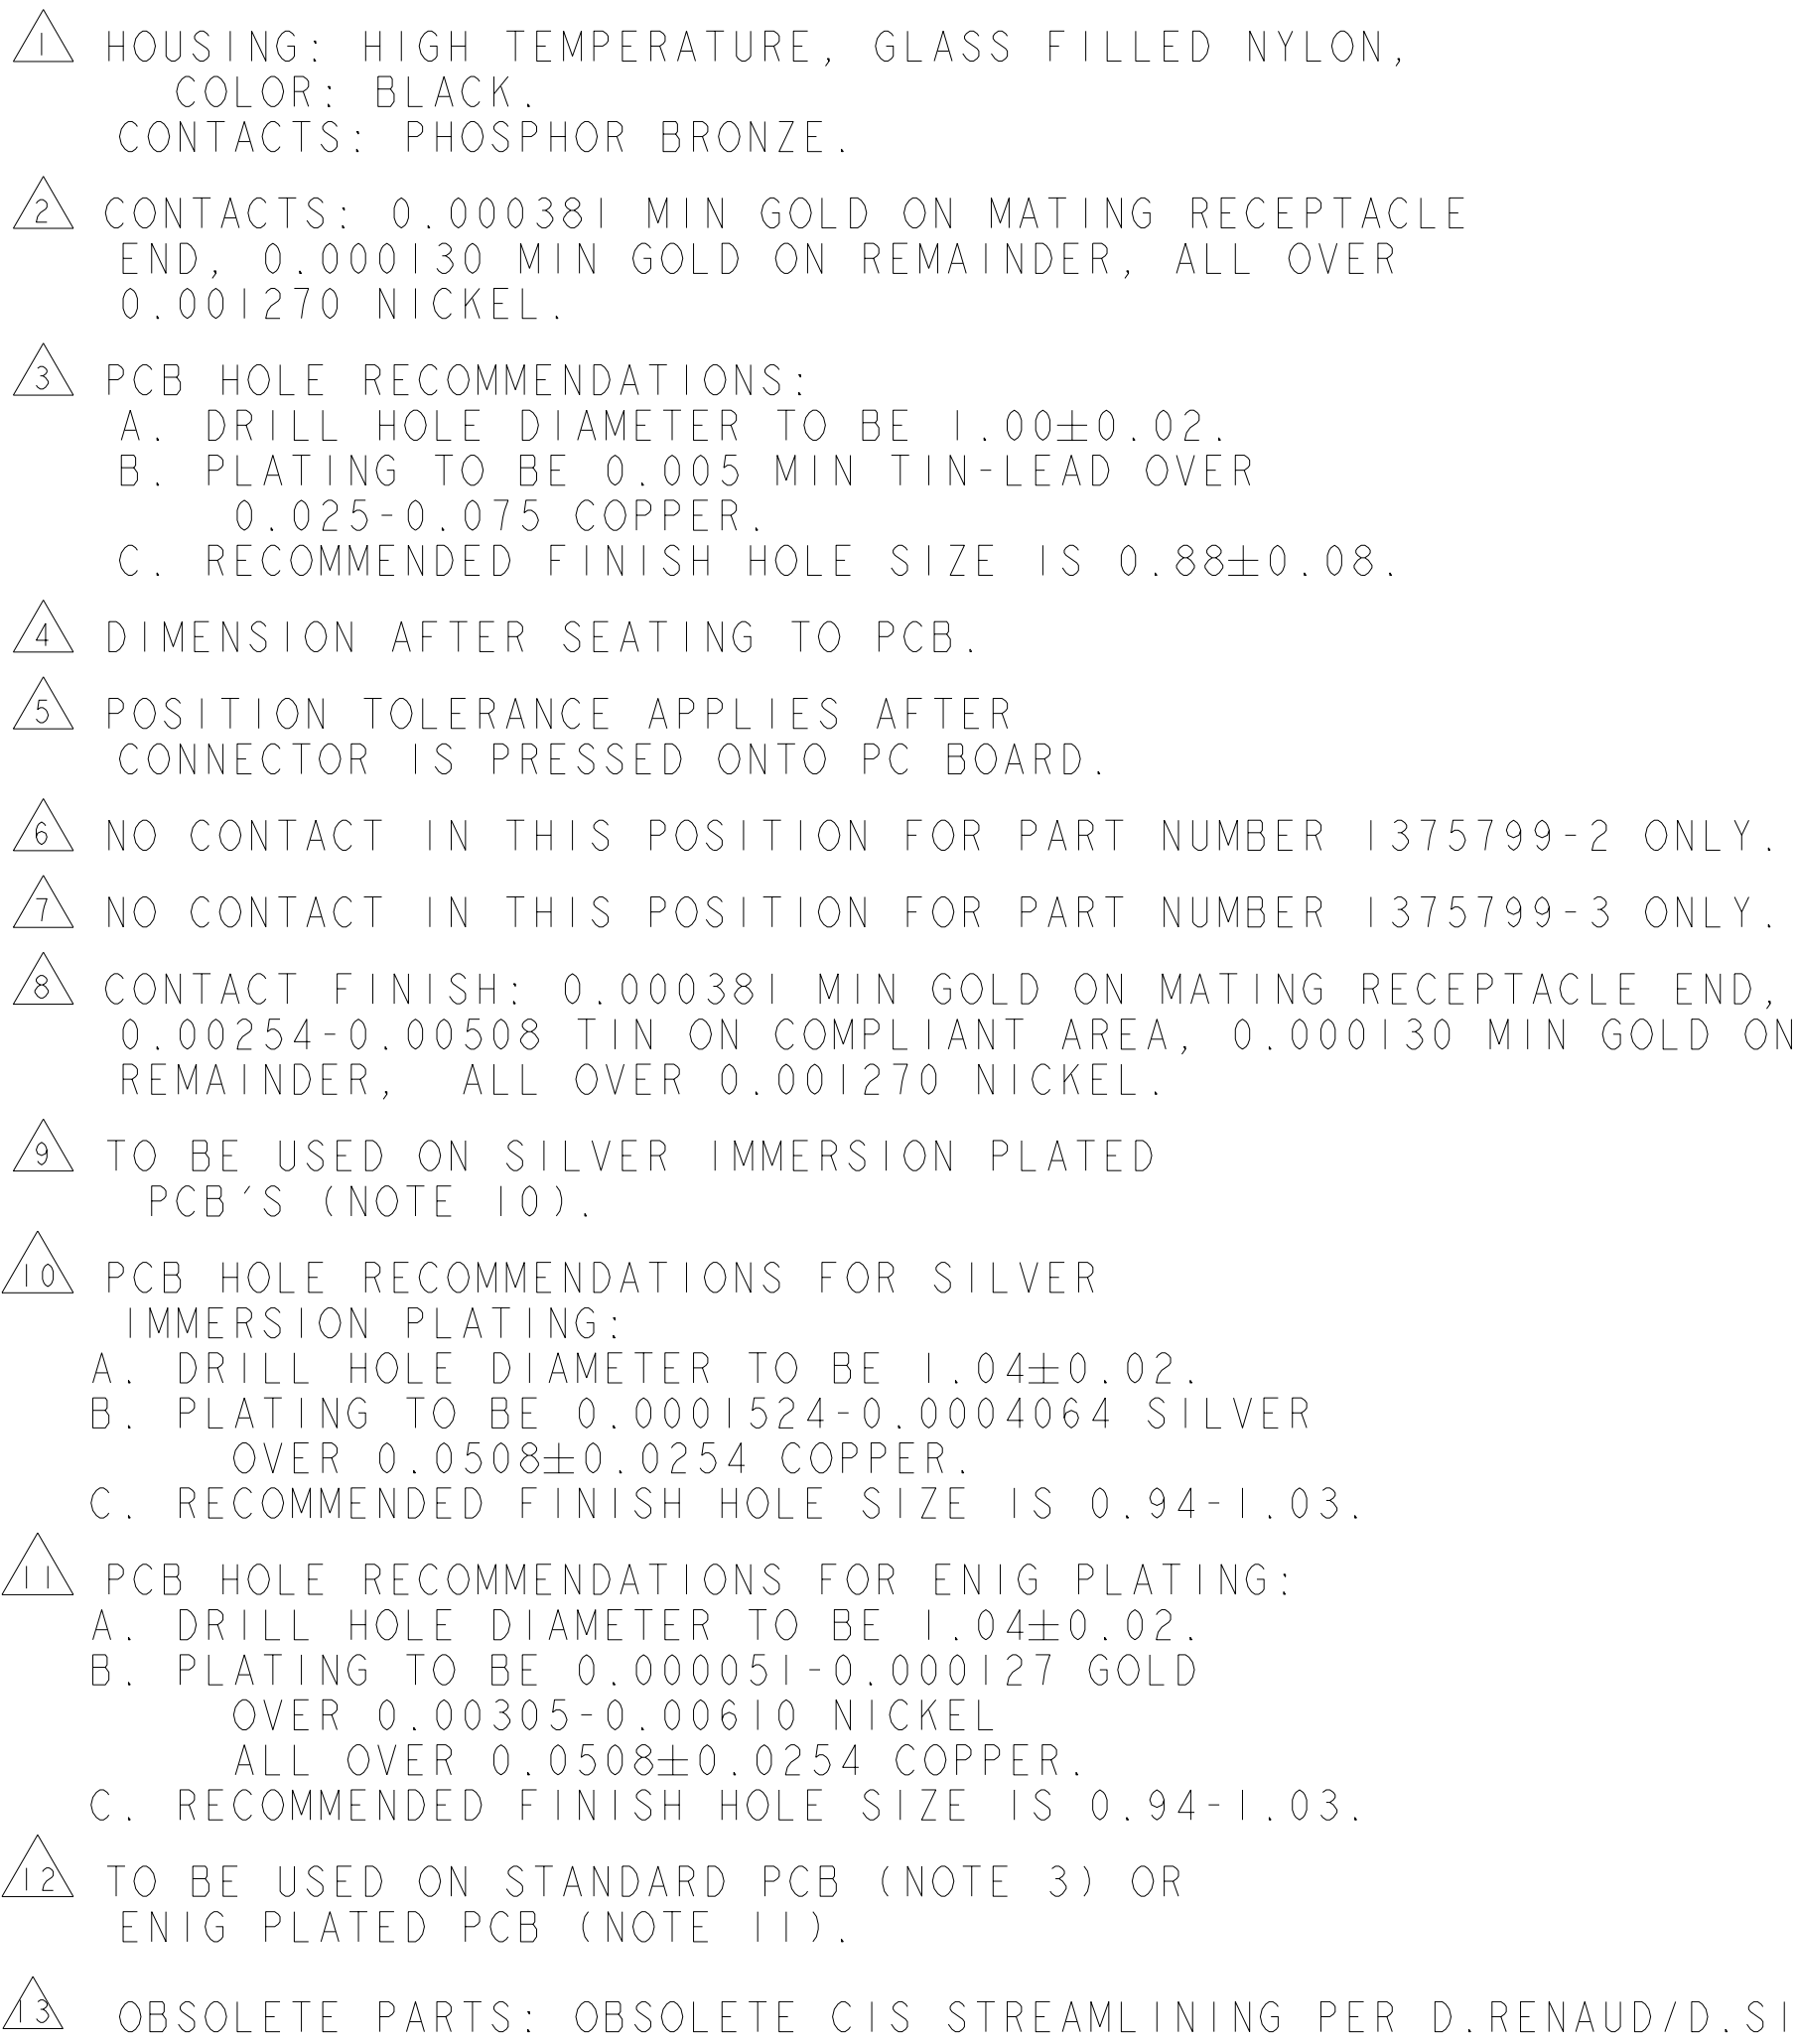 1 HOUSING: HIGH TEMPERATURE, GLASS FILLED NYLON,
COLOR: BLACK.
CONTACTS: PHOSPHOR BRONZE.
2 CONTACTS: 0.000381 MIN GOLD ON MATING RECEPTACLE
END, 0.000130 MIN GOLD ON REMAINDER, ALL OVER
0.001270 NICKEL.
3 PCB HOLE RECOMMENDATIONS:
A. DRILL HOLE DIAMETER TO BE 1.00±0.02.
B. PLATING TO BE 0.005 MIN TIN-LEAD OVER
0.025-0.075 COPPER.
C. RECOMMENDED FINISH HOLE SIZE IS 0.88±0.08.
4 DIMENSION AFTER SEATING TO PCB.
5 POSITION TOLERANCE APPLIES AFTER
CONNECTOR IS PRESSED ONTO PC BOARD.
6 NO CONTACT IN THIS POSITION FOR PART NUMBER 1375799-2 ONLY.
7 NO CONTACT IN THIS POSITION FOR PART NUMBER 1375799-3 ONLY.
8 CONTACT FINISH: 0.000381 MIN GOLD ON MATING RECEPTACLE END,
0.00254-0.00508 TIN ON COMPLIANT AREA, 0.000130 MIN GOLD ON
REMAINDER, ALL OVER 0.001270 NICKEL.
9 TO BE USED ON SILVER IMMERSION PLATED
PCB'S (NOTE 10).
10 PCB HOLE RECOMMENDATIONS FOR SILVER
IMMERSION PLATING:
A. DRILL HOLE DIAMETER TO BE 1.04±0.02.
B. PLATING TO BE 0.0001524-0.0004064 SILVER
OVER 0.0508±0.0254 COPPER.
C. RECOMMENDED FINISH HOLE SIZE IS 0.94-1.03.
11 PCB HOLE RECOMMENDATIONS FOR ENIG PLATING:
A. DRILL HOLE DIAMETER TO BE 1.04±0.02.
B. PLATING TO BE 0.000051-0.000127 GOLD
OVER 0.00305-0.00610 NICKEL
ALL OVER 0.0508±0.0254 COPPER.
C. RECOMMENDED FINISH HOLE SIZE IS 0.94-1.03.
12 TO BE USED ON STANDARD PCB (NOTE 3) OR
ENIG PLATED PCB (NOTE 11).
13 OBSOLETE PARTS: OBSOLETE CIS STREAMLINING PER D.RENAUD/D.SI